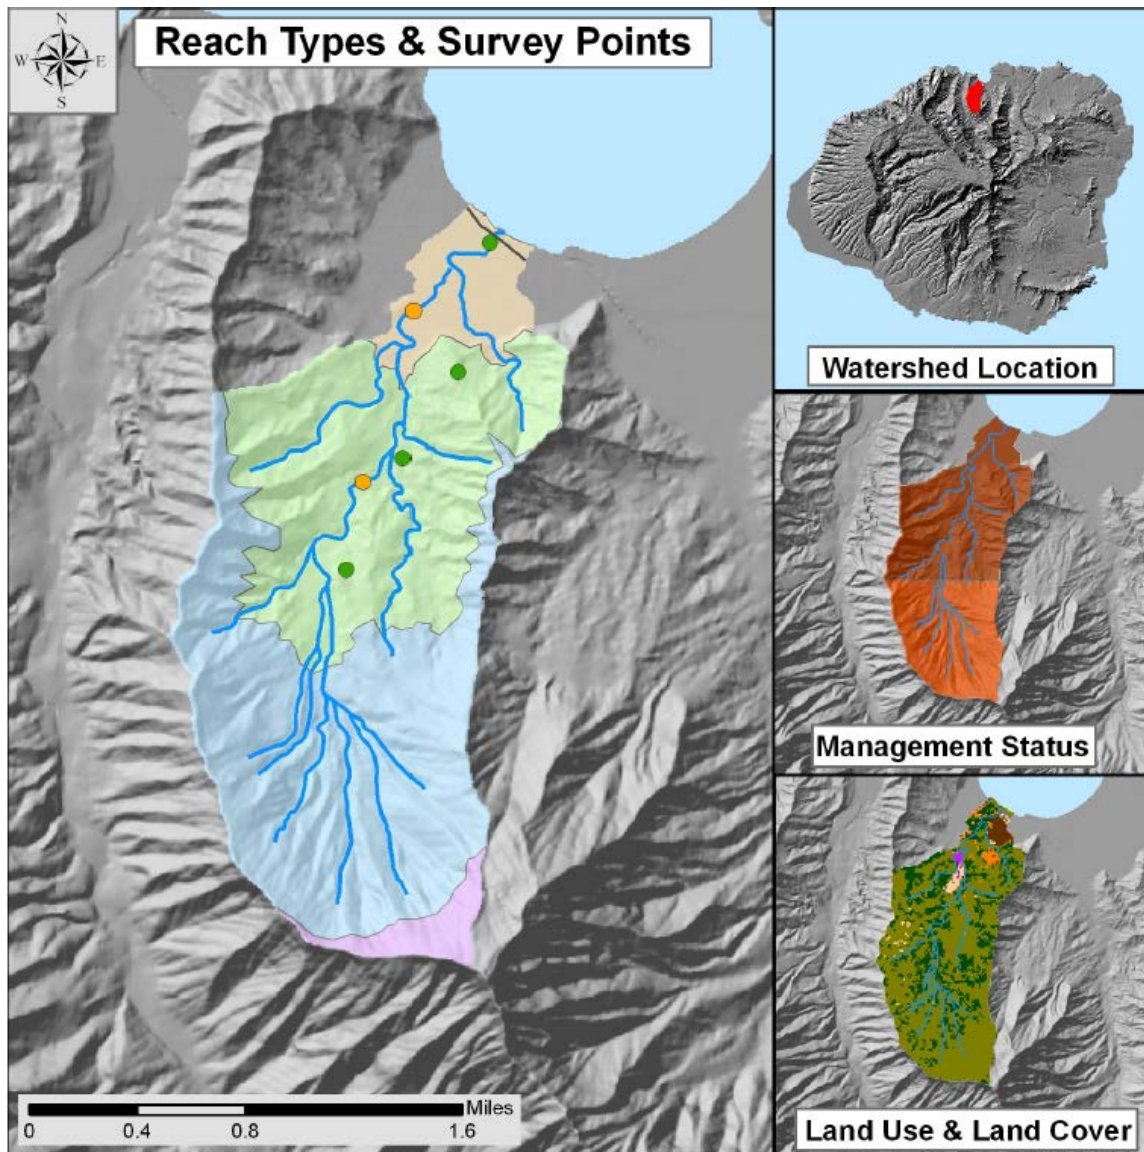 N
W E
S
Reach Types & Survey Points
Watershed Location
Management Status
Land Use & Land Cover
Miles
0 0.4 0.8 1.6